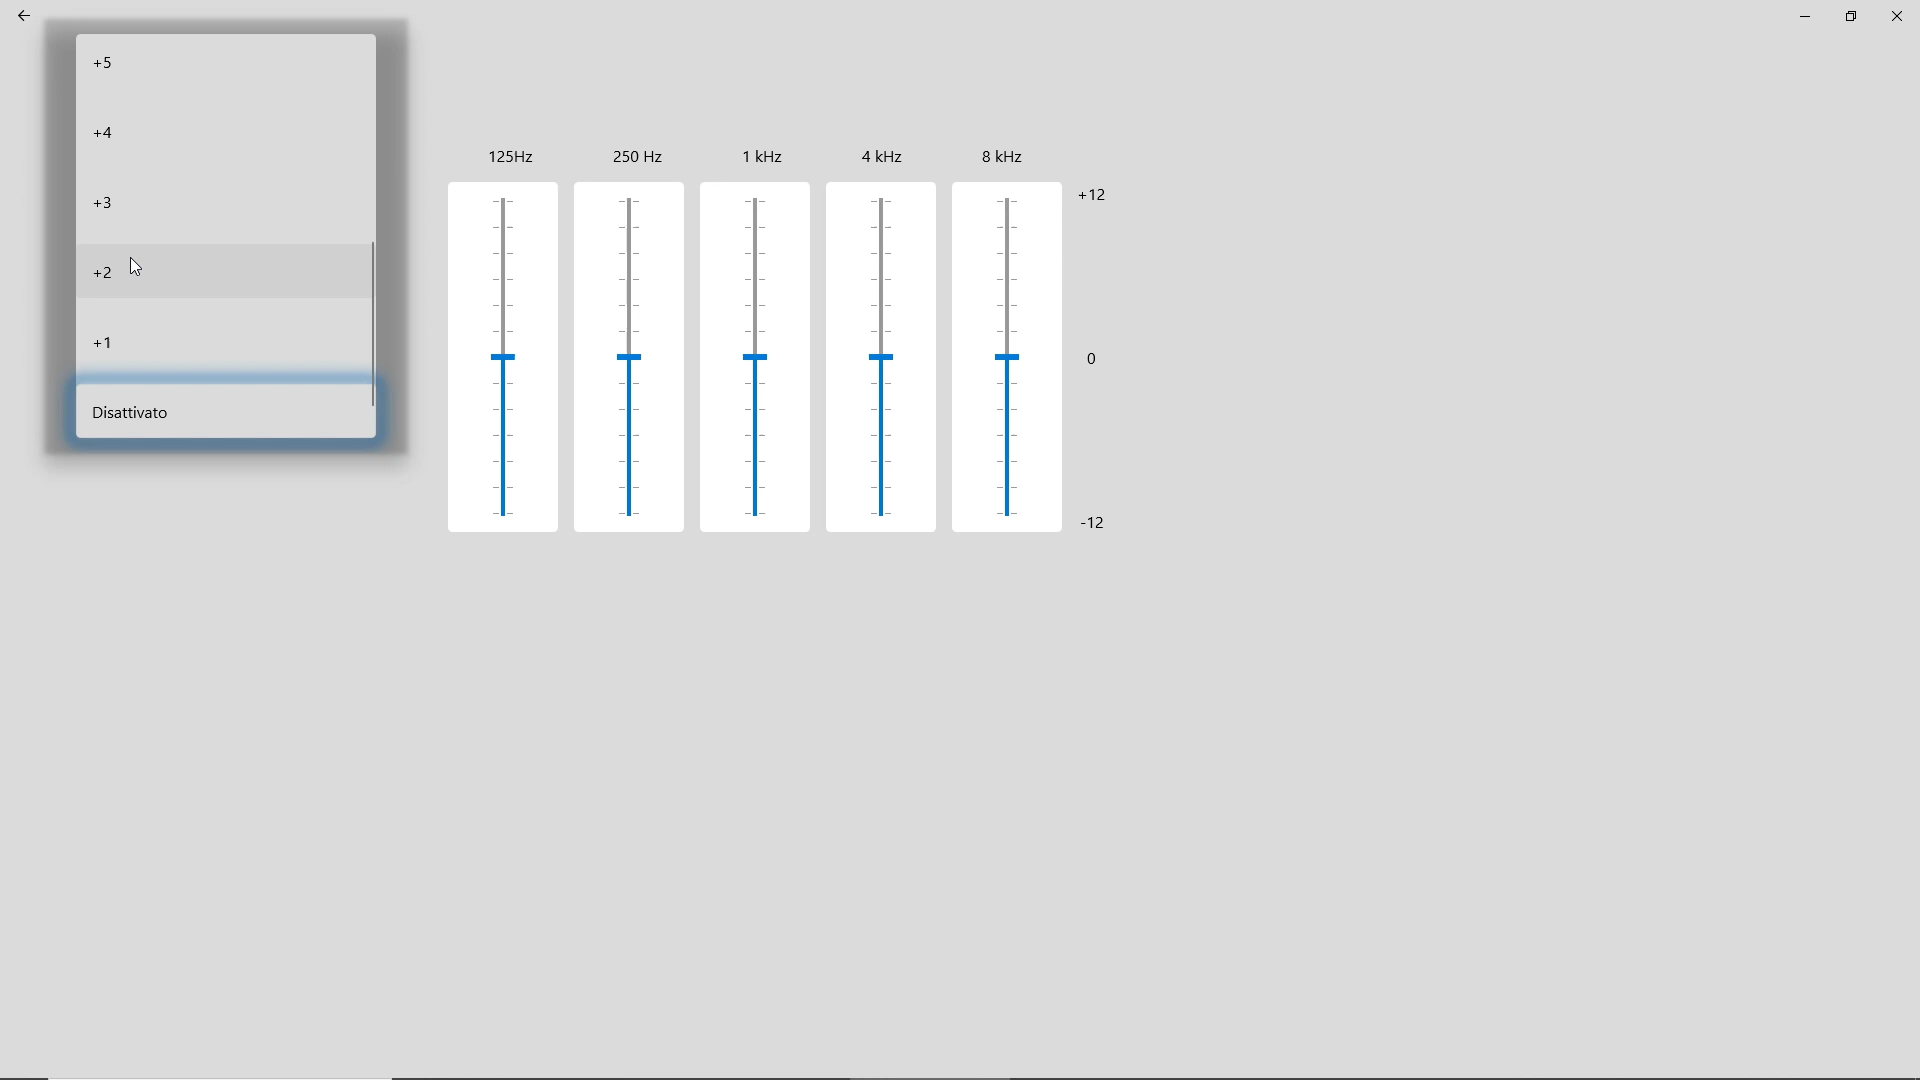 +5
+4
+3
+2
+1
Disattivato
125Hz
250 Hz
1 kHz
4 kHz
8 kHz
+12
0
-12